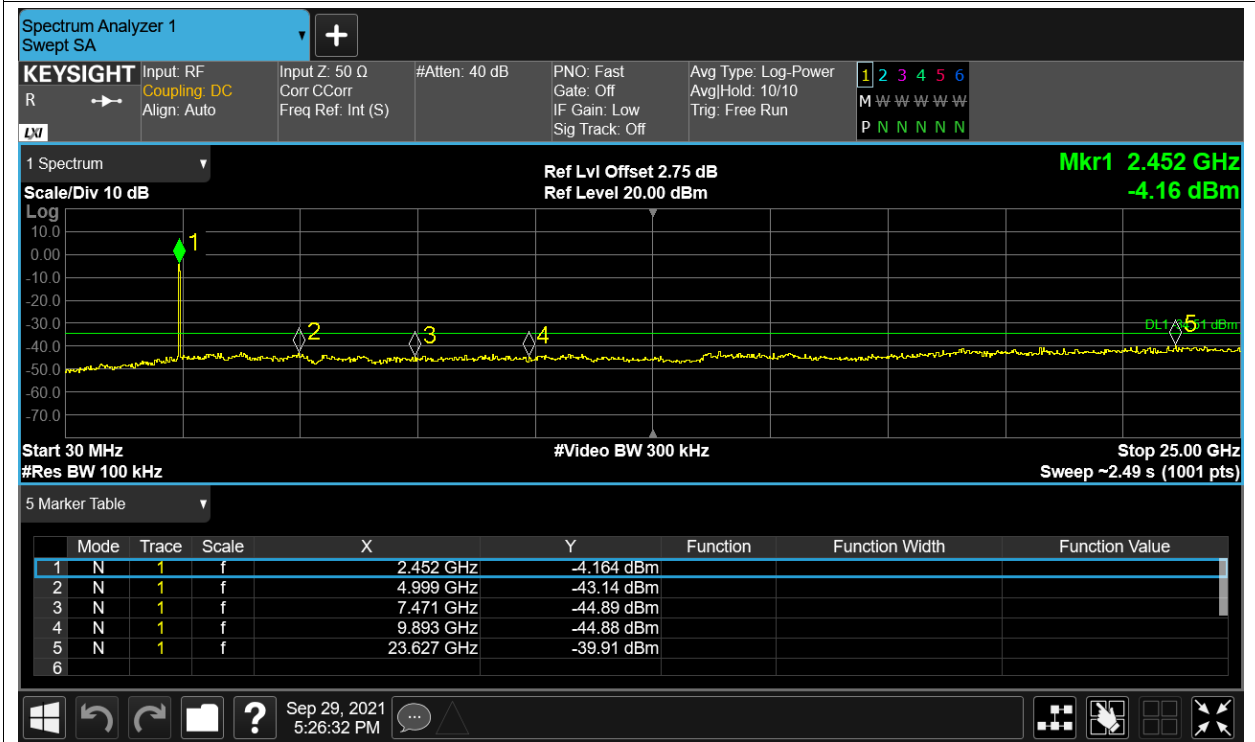 Spectrum Analyzer 1
Swept SA
KEYSIGHT
R
LXI
Input: RF
Coupling: DC
Align: Auto
Input Z: 50 Ω
Corr CCorr
Freq Ref: Int (S)
#Atten: 40 dB
PNO: Fast
Gate: Off
IF Gain: Low
Sig Track: Off
Avg Type: Log-Power
Avg|Hold: 10/10
Trig: Free Run
1 2 3 4 5 6
M W W W W W
P N N N N N
1 Spectrum
Scale/Div 10 dB
Ref Lvl Offset 2.75 dB
Ref Level 20.00 dBm
Mkr1 2.452 GHz
-4.16 dBm
Log
10.0
0.00
-10.0
-20.0
-30.0
-40.0
-50.0
-60.0
-70.0
1
2
3
4
5
DL1 dBm
Start 30 MHz
#Res BW 100 kHz
#Video BW 300 kHz
Stop 25.00 GHz
Sweep ~2.49 s (1001 pts)
5 Marker Table
Mode Trace Scale X Y Function Function Width Function Value
1 N 1 f 2.452 GHz -4.164 dBm
2 N 1 f 4.999 GHz -43.14 dBm
3 N 1 f 7.471 GHz -44.89 dBm
4 N 1 f 9.893 GHz -44.88 dBm
5 N 1 f 23.627 GHz -39.91 dBm
6
?
Sep 29, 2021
5:26:32 PM